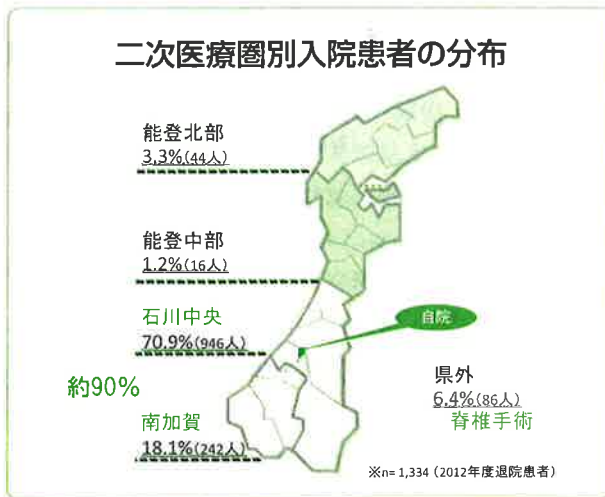 二次医療圏別入院患者の分布
能登北部
3.3%(44人)
能登中部
1.2%(16人)
石川中央
70.9%(946人)
自院
約90%
南加賀
18.1%(242人)
県外
6.4%(86人)
脊椎手術
※n=1,334(2012年度退院患者)